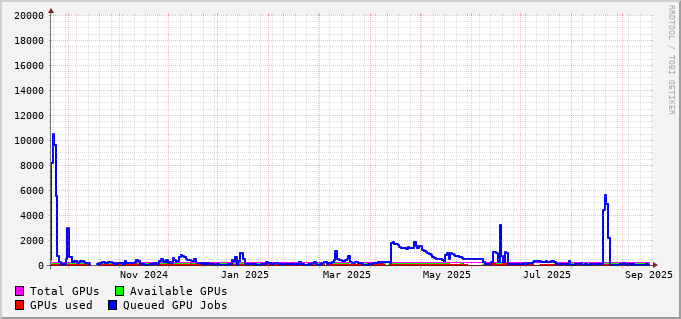 RRDTOOL / TOBI OETIKER
20000
18000
16000
14000
12000
10000
8000
6000
4000
2000
0
Nov 2024 Jan 2025 Mar 2025 May 2025 Jul 2025 Sep 2025
Total GPUs Available GPUs
GPUs used Queued GPU Jobs